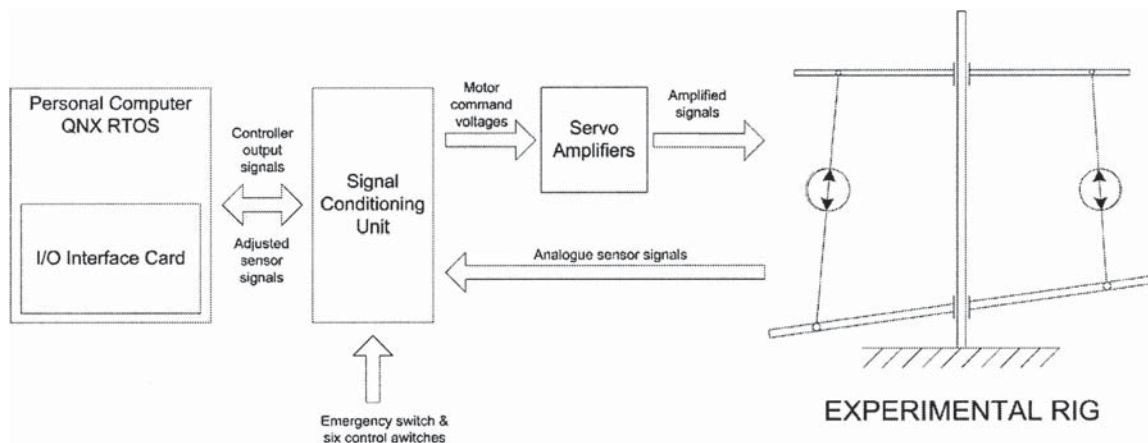 Personal Computer
QNX RTOS
I/O Interface Card
Controller
output
signals
Adjusted
sensor
signals
Signal
Conditioning
Unit
Motor
command
voltages
Servo
Amplifiers
Amplified
signals
Analogue sensor signals
Emergency switch &
six control awitches
EXPERIMENTAL RIG